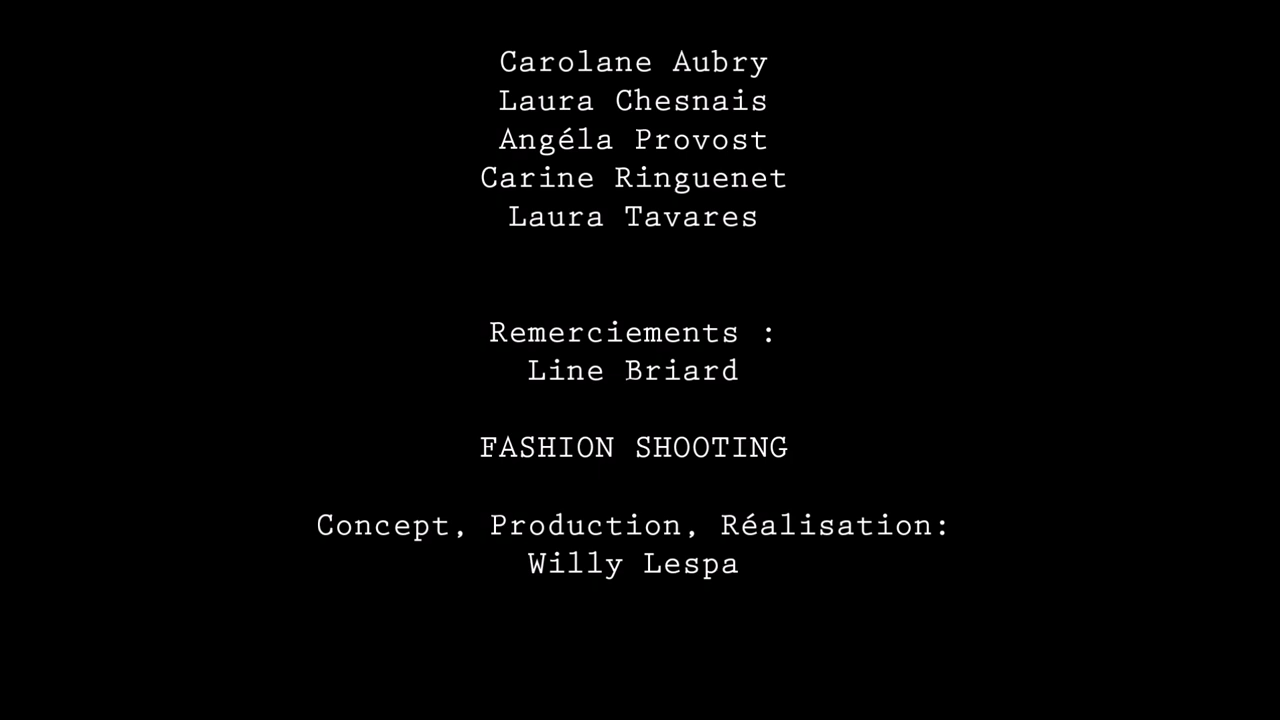 Carolane Aubry
Laura Chesnais
Angéla Provost
Carine Ringuenet
Laura Tavares
Remerciements :
Line Briard
FASHION SHOOTING
Concept, Production, Réalisation:
Willy Lespa